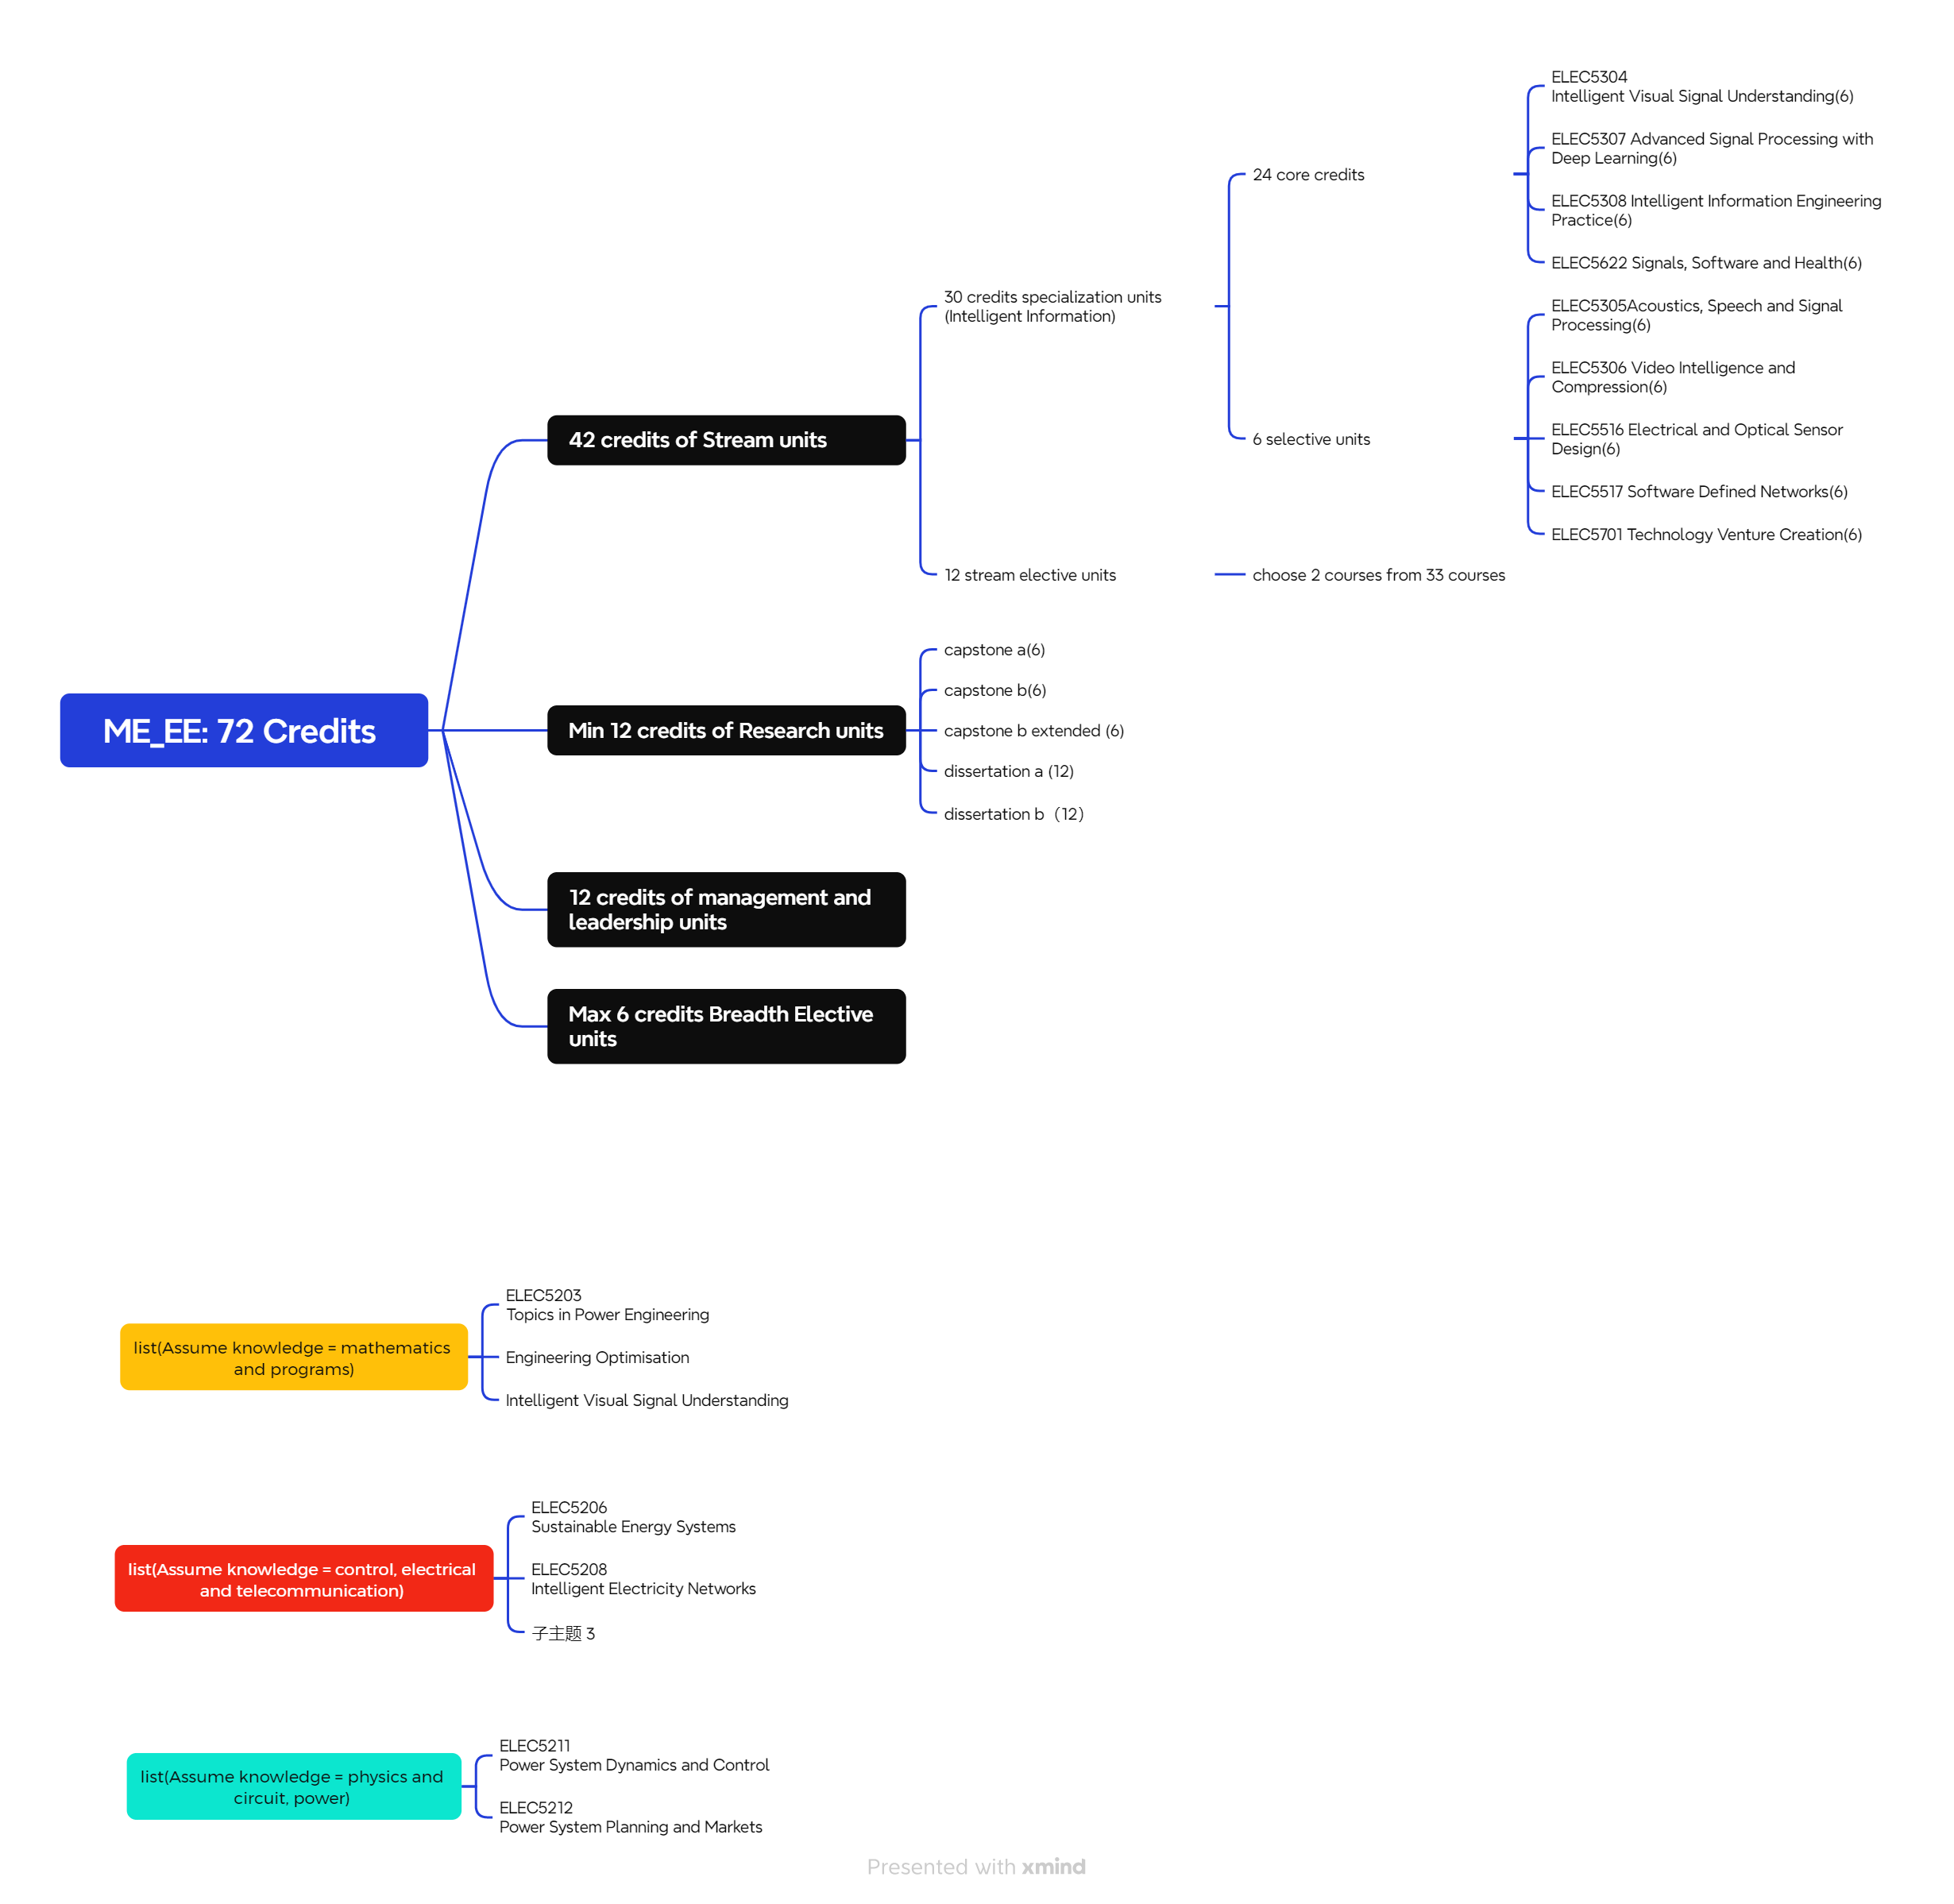 ME_EE: 72 Credits
42 credits of Stream units
30 credits specialization units
(Intelligent Information)
24 core credits
ELEC5304
Intelligent Visual Signal Understanding(6)
ELEC5307 Advanced Signal Processing with
Deep Learning(6)
ELEC5308 Intelligent Information Engineering
Practice(6)
ELEC5622 Signals, Software and Health(6)
6 selective units
ELEC5305Acoustics, Speech and Signal
Processing(6)
ELEC5306 Video Intelligence and
Compression(6)
ELEC5516 Electrical and Optical Sensor
Design(6)
ELEC5517 Software Defined Networks(6)
ELEC5701 Technology Venture Creation(6)
12 stream elective units
choose 2 courses from 33 courses
Min 12 credits of Research units
capstone a(6)
capstone b(6)
capstone b extended (6)
dissertation a (12)
dissertation b（12）
12 credits of management and
leadership units
Max 6 credits Breadth Elective
units
list(Assume knowledge = mathematics
and programs)
ELEC5203
Topics in Power Engineering
Engineering Optimisation
Intelligent Visual Signal Understanding
list(Assume knowledge = control, electrical
and telecommunication)
ELEC5206
Sustainable Energy Systems
ELEC5208
Intelligent Electricity Networks
子主题 3
list(Assume knowledge = physics and
circuit, power)
ELEC5211
Power System Dynamics and Control
ELEC5212
Power System Planning and Markets
Presented with xmind